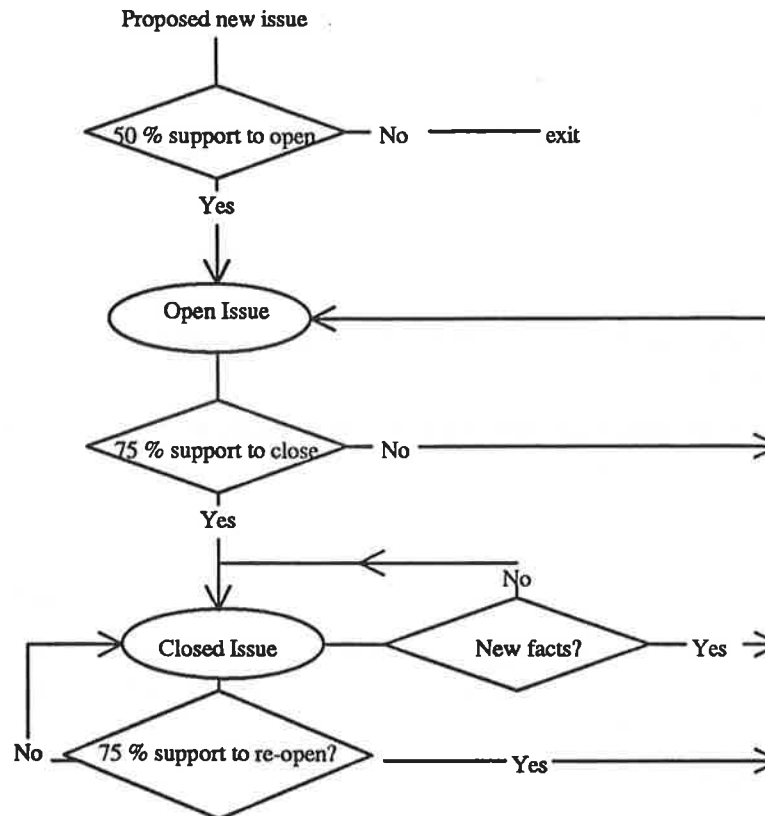 Proposed new issue
50 % support to open
No
exit
Yes
Open Issue
75 % support to close
No
Yes
No
Closed Issue
New facts?
Yes
No
75 % support to re-open?
Yes